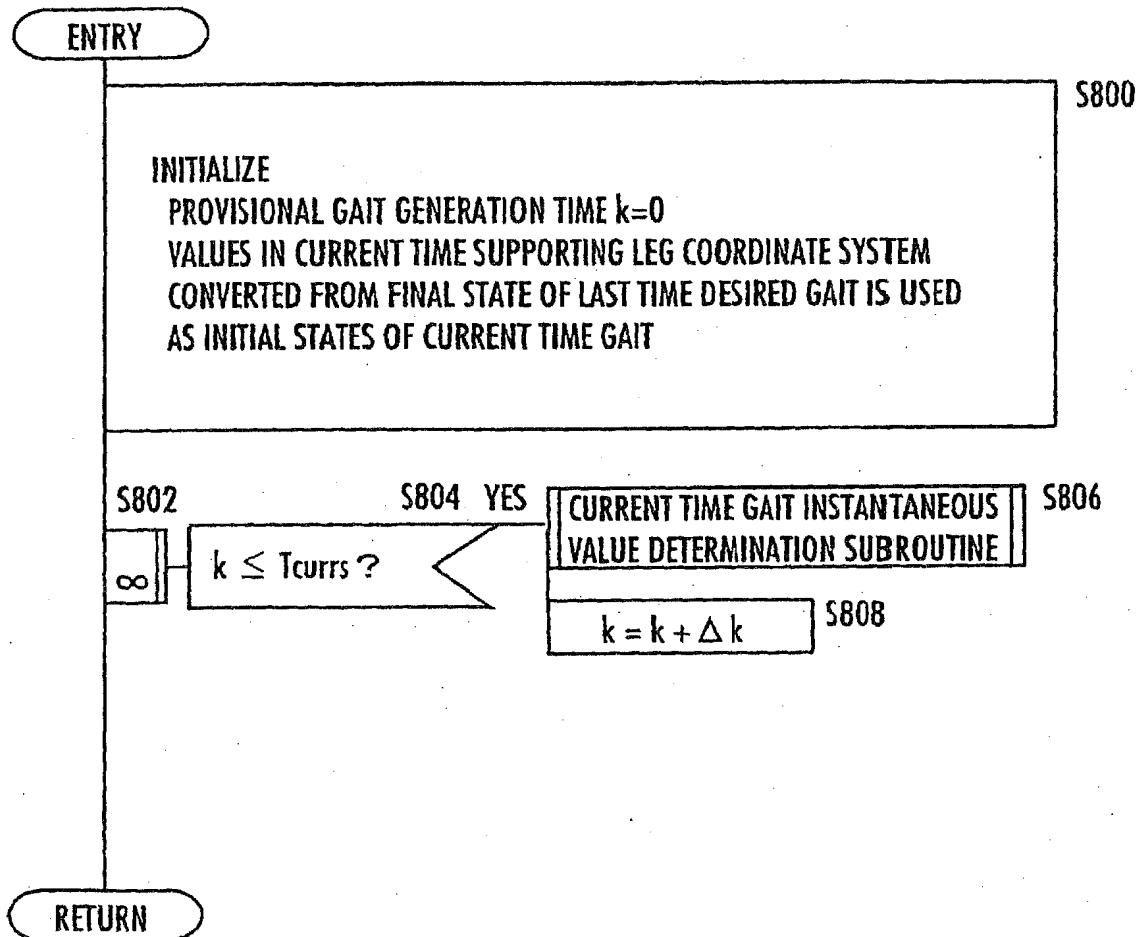 ENTRY
S800
INITIALIZE
PROVISIONAL GAIT GENERATION TIME k=0
VALUES IN CURRENT TIME SUPPORTING LEG COORDINATE SYSTEM
CONVERTED FROM FINAL STATE OF LAST TIME DESIRED GAIT IS USED
AS INITIAL STATES OF CURRENT TIME GAIT
S802
∞
S804 YES
k ≤ Tcurrs ?
CURRENT TIME GAIT INSTANTANEOUS
VALUE DETERMINATION SUBROUTINE
S806
k = k + Δ k
S808
RETURN